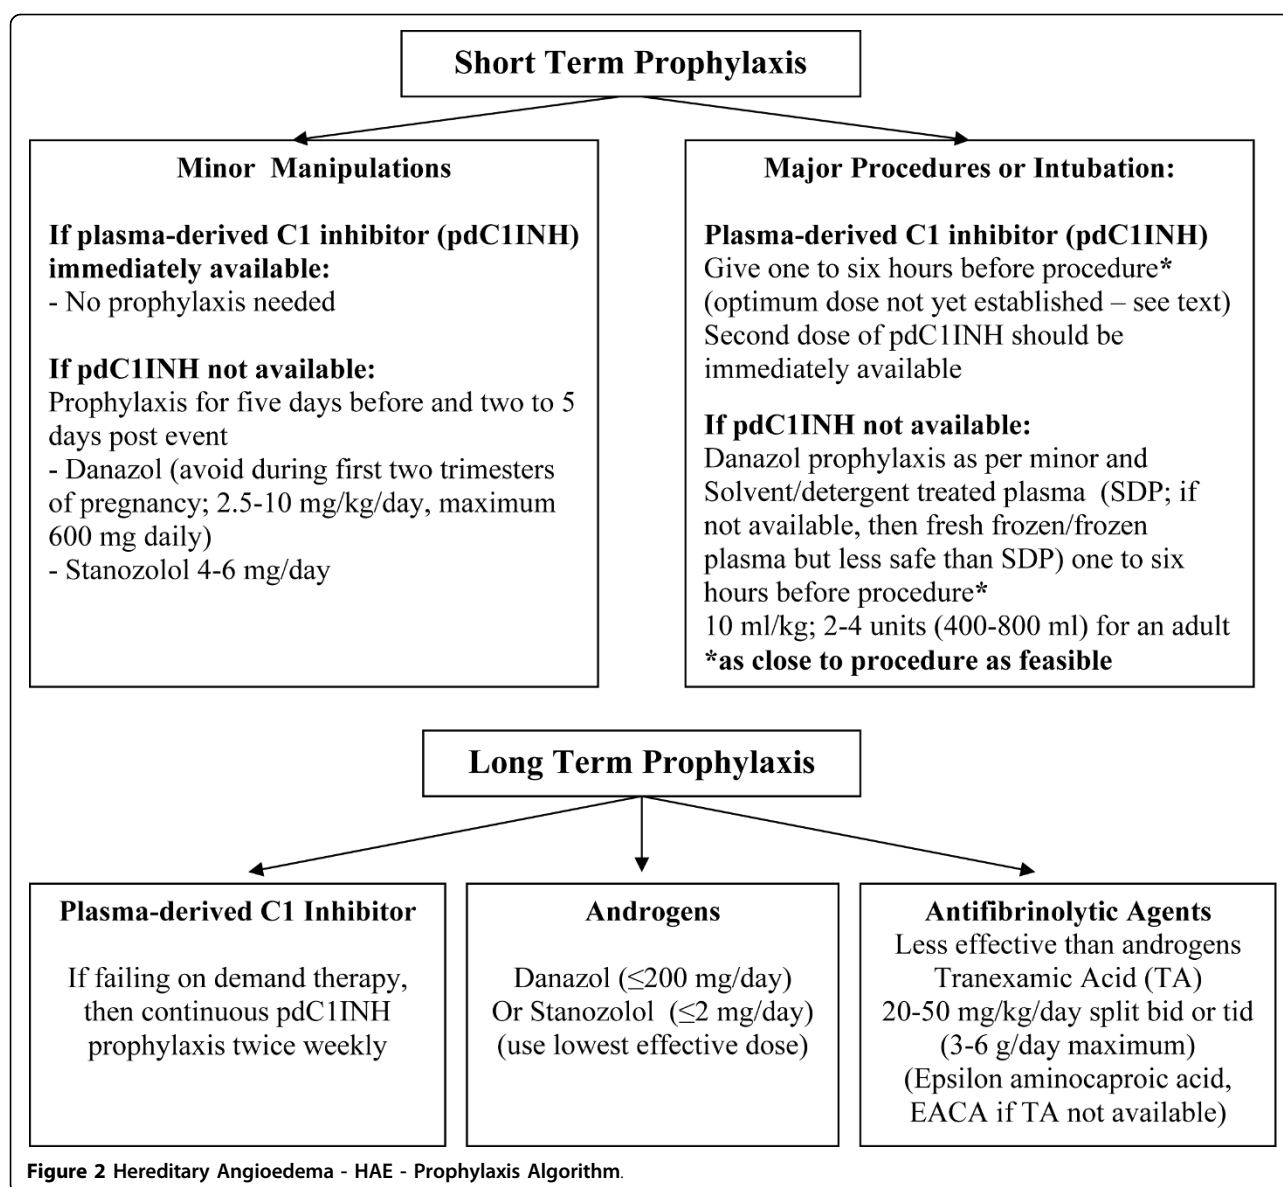 Short Term Prophylaxis
Minor Manipulations
If plasma-derived C1 inhibitor (pdC1INH)
immediately available:
- No prophylaxis needed
If pdC1INH not available:
Prophylaxis for five days before and two to 5
days post event
- Danazol (avoid during first two trimesters
of pregnancy; 2.5-10 mg/kg/day, maximum
600 mg daily)
- Stanozolol 4-6 mg/day
Major Procedures or Intubation:
Plasma-derived C1 inhibitor (pdC1INH)
Give one to six hours before procedure*
(optimum dose not yet established – see text)
Second dose of pdC1INH should be
immediately available
If pdC1INH not available:
Danazol prophylaxis as per minor and
Solvent/detergent treated plasma (SDP; if
not available, then fresh frozen/frozen
plasma but less safe than SDP) one to six
hours before procedure*
10 ml/kg; 2-4 units (400-800 ml) for an adult
*as close to procedure as feasible
Long Term Prophylaxis
Plasma-derived C1 Inhibitor
If failing on demand therapy,
then continuous pdC1INH
prophylaxis twice weekly
Androgens
Danazol (≤200 mg/day)
Or Stanozolol (≤2 mg/day)
(use lowest effective dose)
Antifibrinolytic Agents
Less effective than androgens
Tranexamic Acid (TA)
20-50 mg/kg/day split bid or tid
(3-6 g/day maximum)
(Epsilon aminocaproic acid,
EACA if TA not available)
Figure 2 Hereditary Angioedema - HAE - Prophylaxis Algorithm.